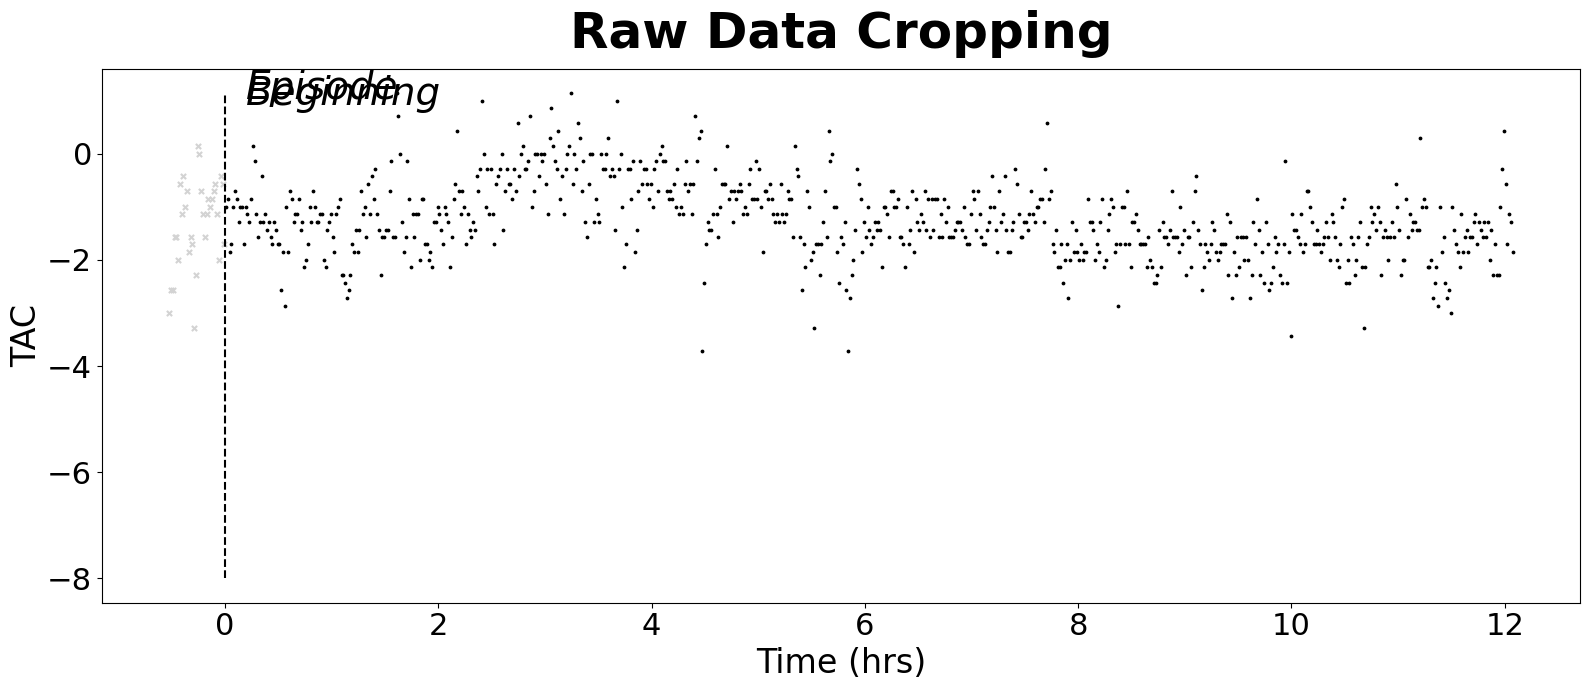 Raw Data Cropping
Episode
Beginning
0
−2
−4
−6
−8
TAC
0 2 4 6 8 10 12
Time (hrs)